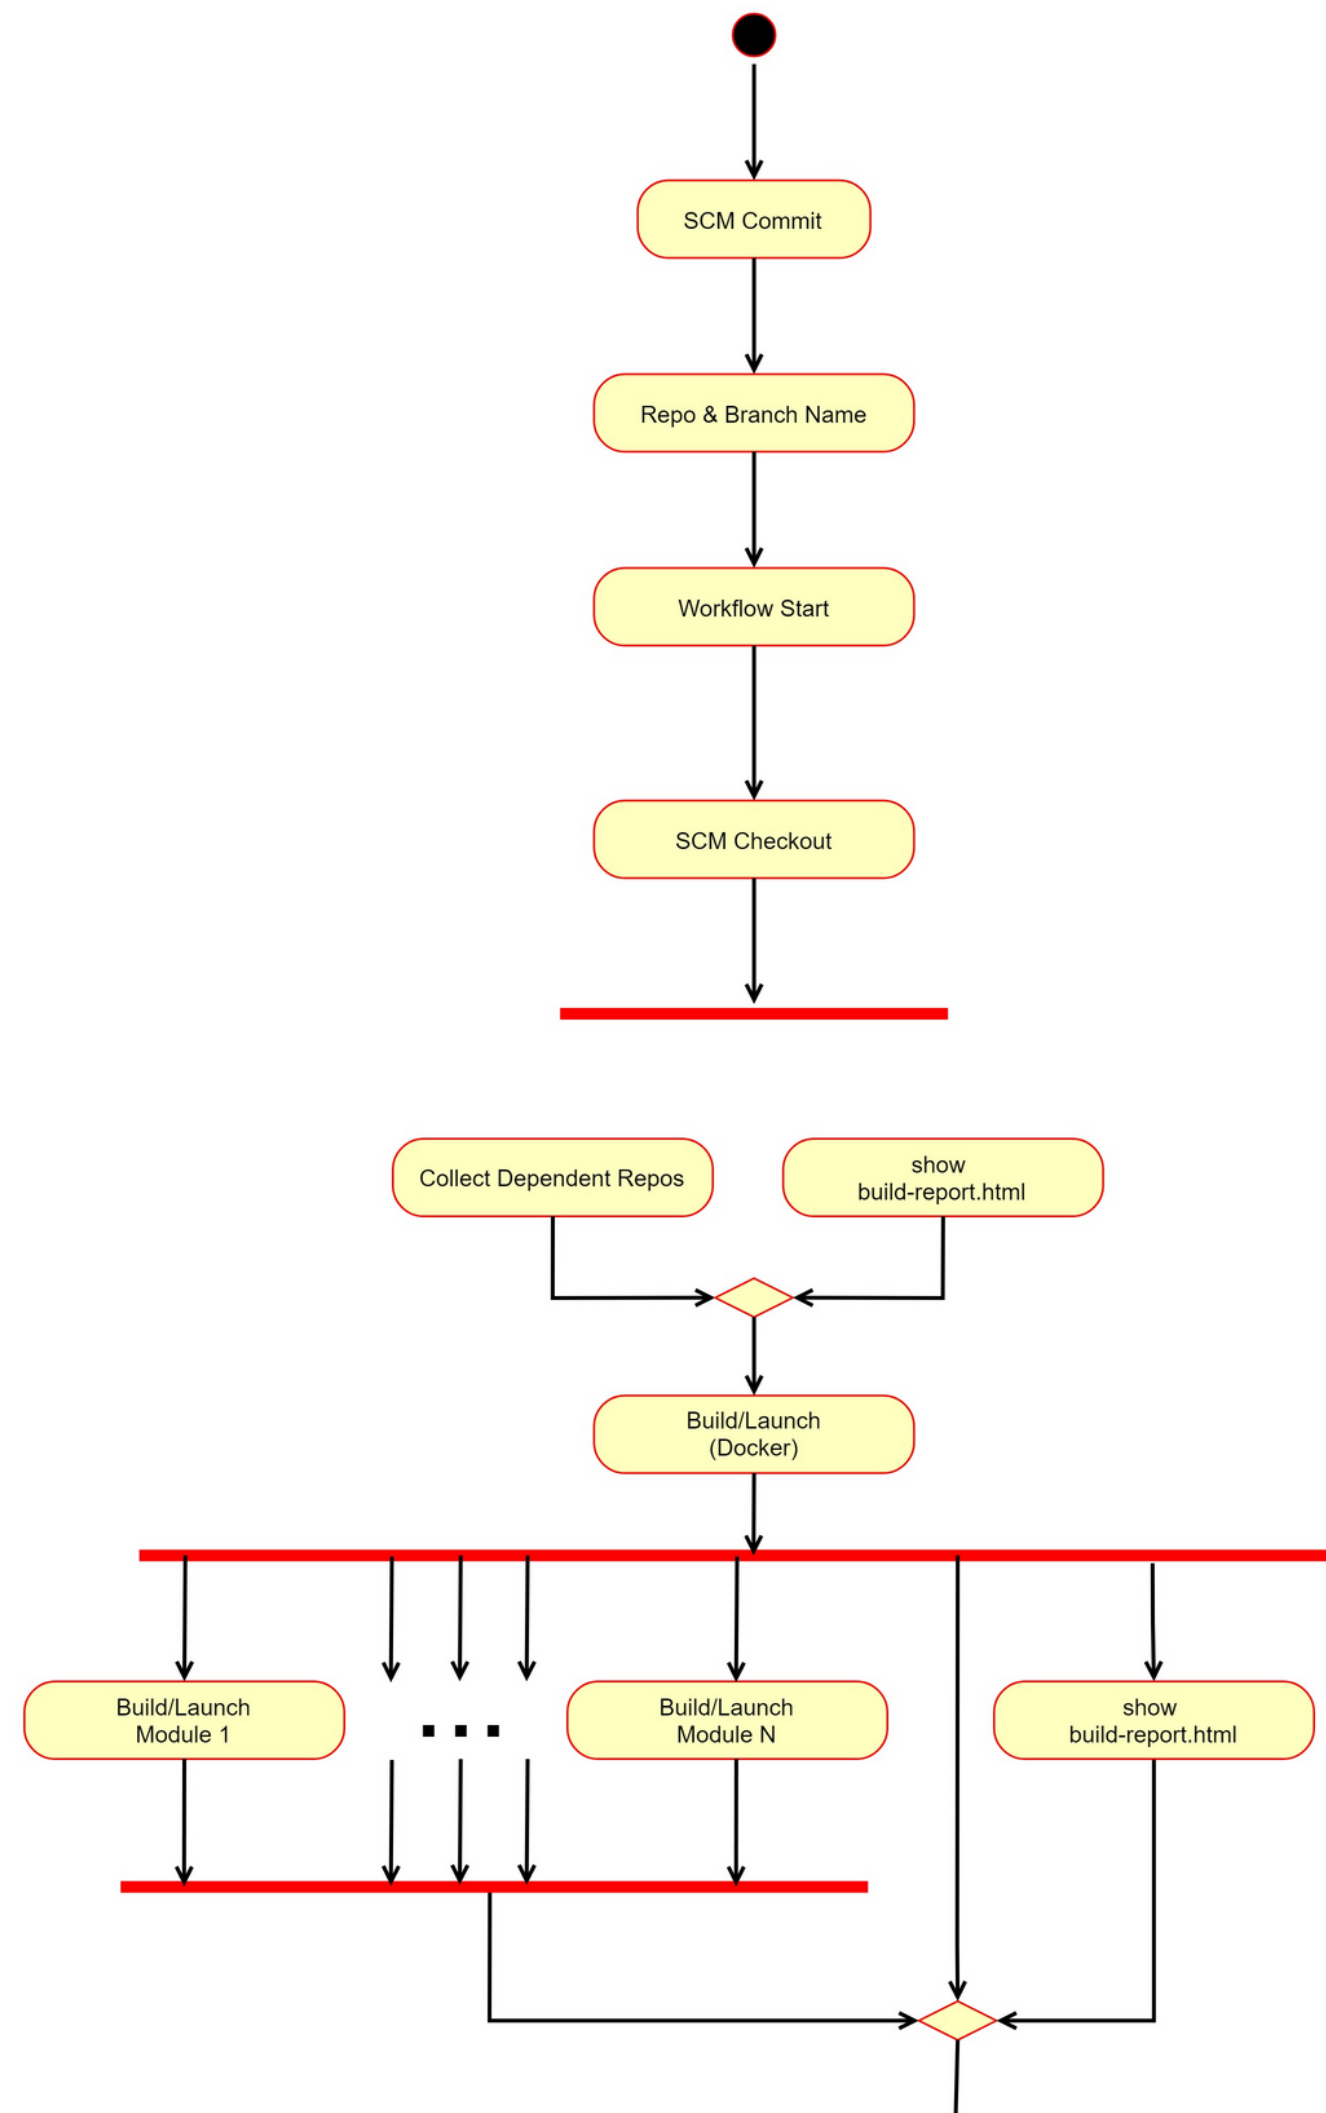 SCM Commit
Repo & Branch Name
Workflow Start
SCM Checkout
Collect Dependent Repos
show
build-report.html
Build/Launch
(Docker)
Build/Launch
Module 1
Build/Launch
Module N
show
build-report.html